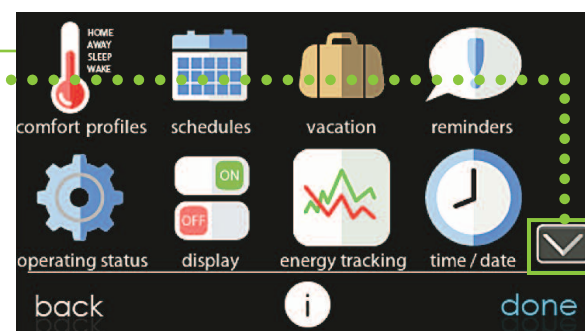 HOME
AWAY
SLEEP
WAKE
comfort profiles schedules vacation reminders
ON
OFF
operating status display energy tracking time / date
back i done